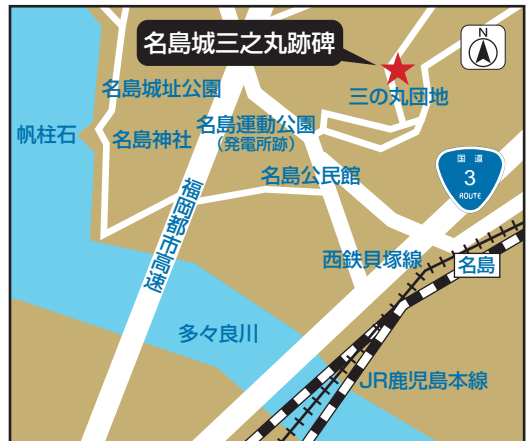 名島城三之丸跡碑
N
名島城址公園
三の丸団地
帆柱石
名島神社
名島運動公園
（発電所跡）
国道
3
ROUTE
名島公民館
福岡都市高速
西鉄貝塚線
名島
多々良川
JR鹿児島本線